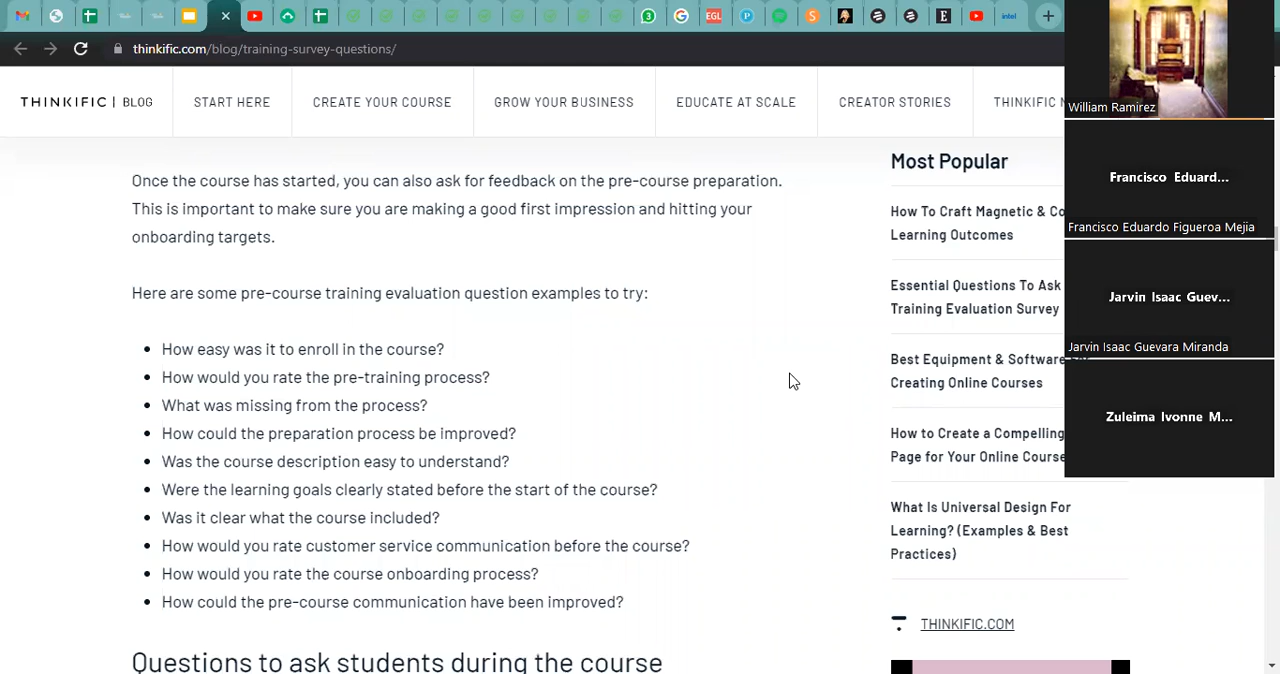 3
EGL
P
S
E
intel
thinkific.com/blog/training-survey-questions/
THINKIFIC | BLOG
START HERE
CREATE YOUR COURSE
GROW YOUR BUSINESS
EDUCATE AT SCALE
CREATOR STORIES
THINKIFIC
Once the course has started, you can also ask for feedback on the pre-course preparation.
This is important to make sure you are making a good first impression and hitting your
onboarding targets.
Here are some pre-course training evaluation question examples to try:
• How easy was it to enroll in the course?
• How would you rate the pre-training process?
• What was missing from the process?
• How could the preparation process be improved?
• Was the course description easy to understand?
• Were the learning goals clearly stated before the start of the course?
• Was it clear what the course included?
• How would you rate customer service communication before the course?
• How would you rate the course onboarding process?
• How could the pre-course communication have been improved?
Questions to ask students during the course
Most Popular
How To Craft Magnetic & Co
Learning Outcomes
Essential Questions To Ask
Training Evaluation Survey
Best Equipment & Software
Creating Online Courses
How to Create a Compelling
Page for Your Online Course
What Is Universal Design For
Learning? (Examples & Best
Practices)
THINKIFIC.COM
William Ramirez
Francisco Eduard...
Francisco Eduardo Figueroa Mejia
Jarvin Isaac Guev...
Jarvin Isaac Guevara Miranda
Zuleima Ivonne M...